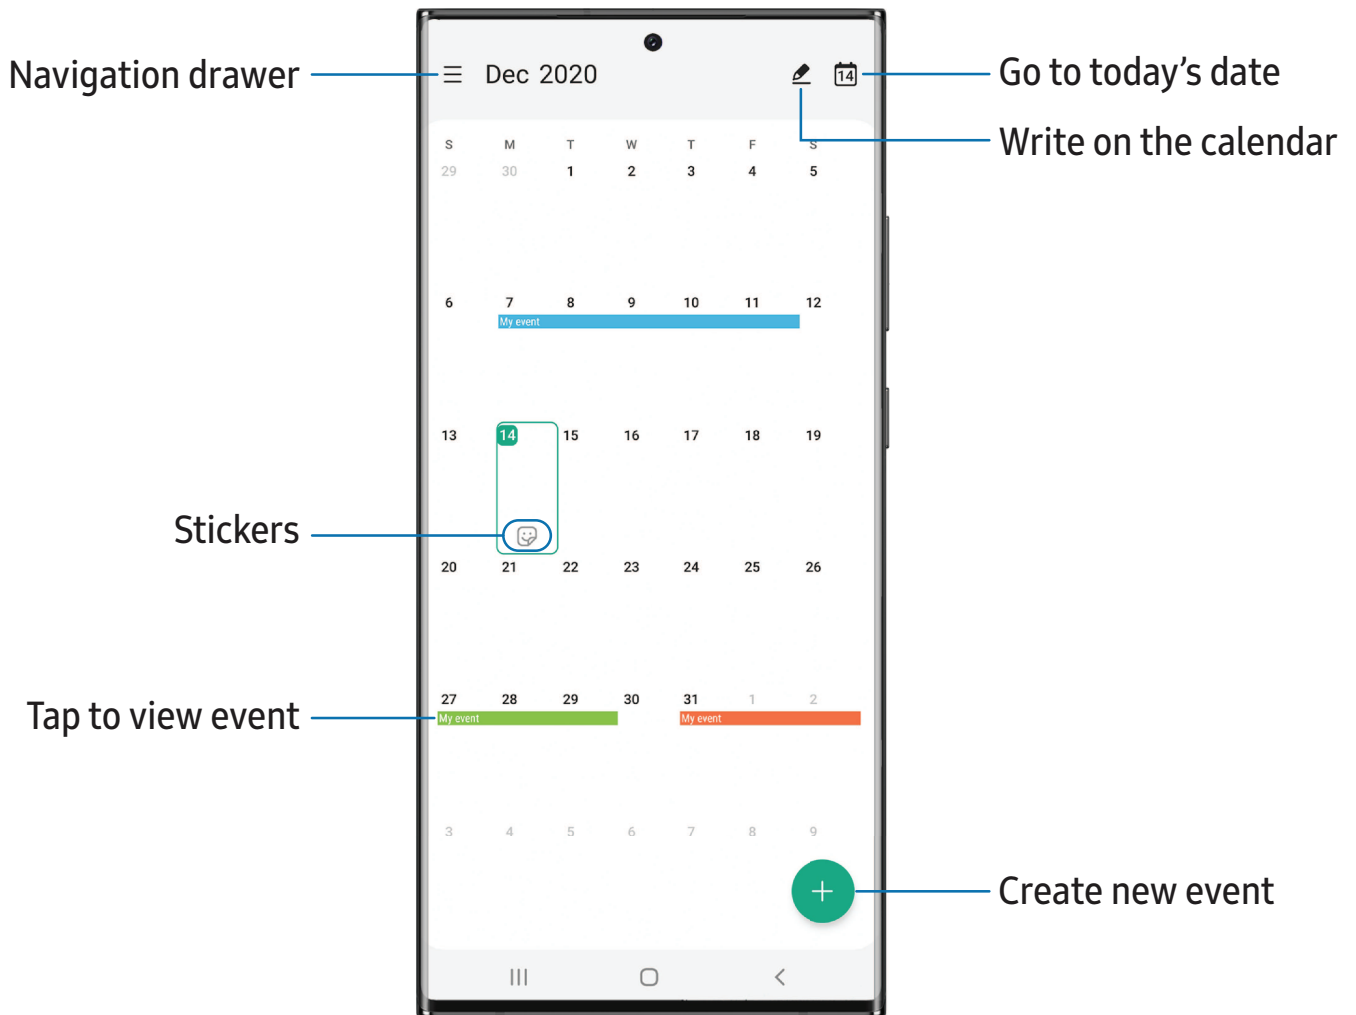 Navigation drawer
Dec 2020
14
Go to today's date
Write on the calendar
S M T W T F S
29 30 1 2 3 4 5
6 7 8 9 10 11 12
My event
13 14 15 16 17 18 19
Stickers
20 21 22 23 24 25 26
27 28 29 30 31 1 2
Tap to view event
My event My event
3 4 5 6 7 8 9
Create new event